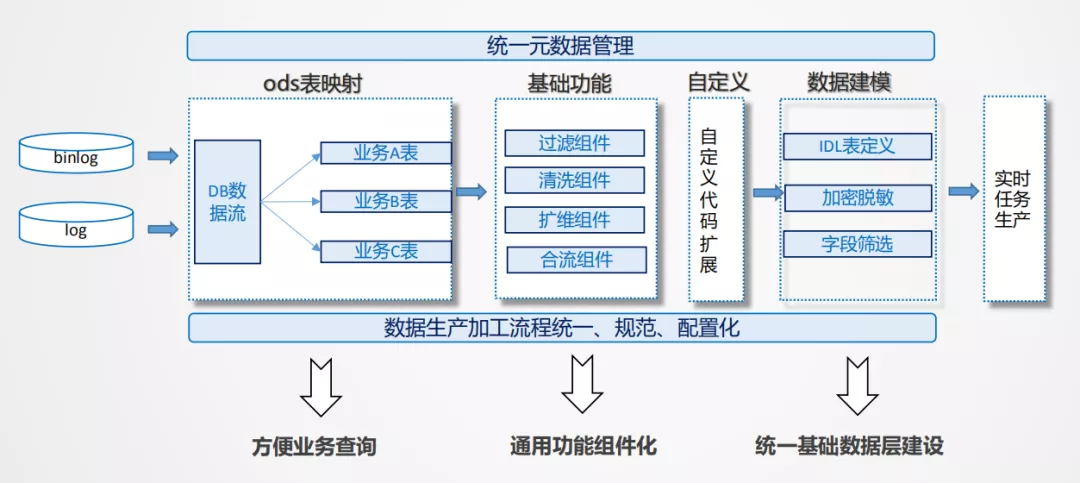 统一元数据管理
ods表映射
基础功能
自定义
数据建模
binlog
log
DB数
据流
业务A表
业务B表
业务C表
过滤组件
清洗组件
扩维组件
合流组件
自
定
义
代
码
扩
展
IDL表定义
加密脱敏
字段筛选
实时
任务
生产
数据生产加工流程统一、规范、配置化
方便业务查询
通用功能组件化
统一基础数据层建设